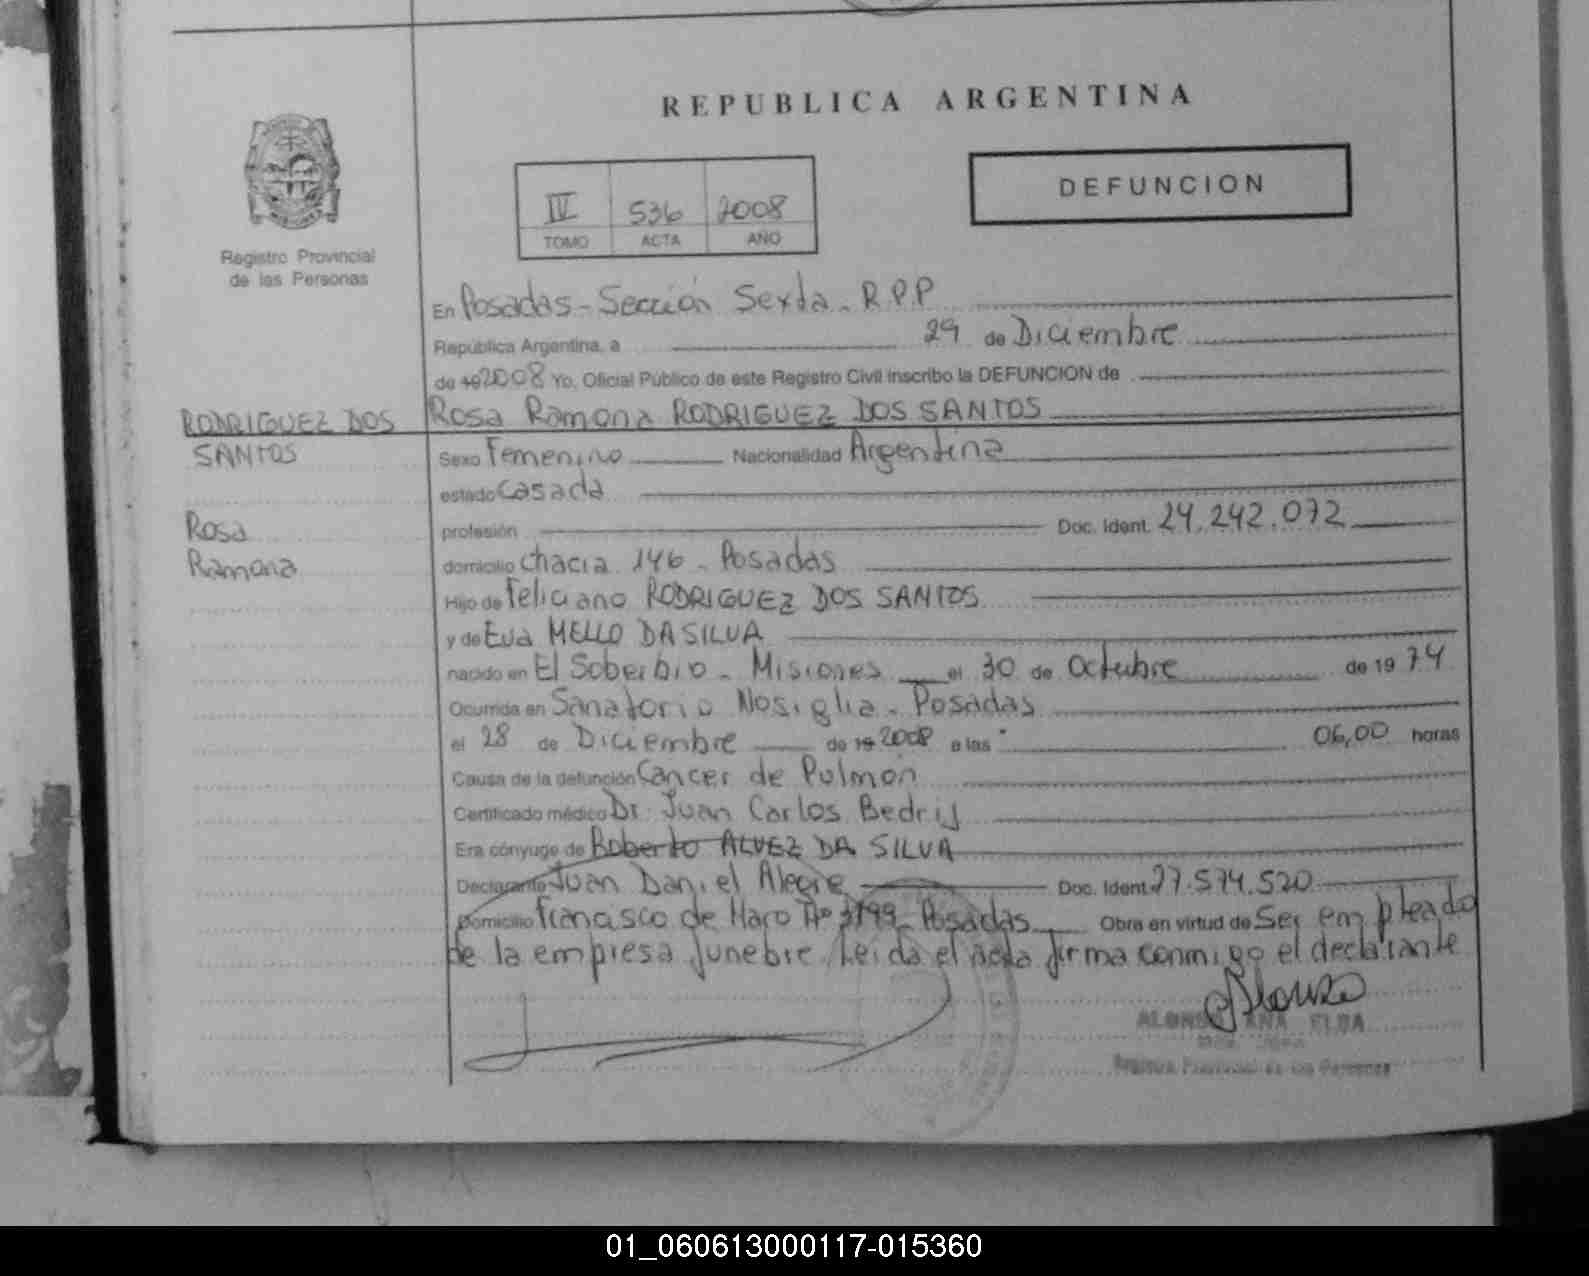 REPUBLICA ARGENTINA
DEFUNCION
IV 536 2008
TOMO ACTA AÑO
Registro Provincial
de las Personas
En Posadas - Sección Sexta - R.P.P
República Argentina, a 29 de Diciembre
de 19 2008 Yo, Oficial Público de este Registro Civil inscribo la DEFUNCION de
RODRIGUEZ DOS
SANTOS
Rosa
Ramona
Rosa Ramona RODRIGUEZ DOS SANTOS
Sexo Femenino Nacionalidad Argentina
estado Casada
profesión Doc. Ident. 24.242.072
domicilio chacra 146 - Posadas
Hijo de Feliciano RODRIGUEZ DOS SANTOS
y de Eva MELLO DA SILVA
nacido en El Soberbio - Misiones el 30 de Octubre de 19 74
Ocurrida en Sanatorio Nosiglia - Posadas
el 28 de Diciembre de 19 2008 a las 06,00 horas
Causa de la defunción Cancer de Pulmón
Certificado médico Dr. Juan Carlos Bedrij
Era cónyuge de Roberto ALVEZ DA SILVA
Declarante Juan Daniel Alegre Doc. Ident. 27.574.520
Domicilio Francisco de Haro Nº 3799 - Posadas Obra en virtud de Ser empleado
de la empresa funebre. Leida el acta firma conmigo el declarante
ALONSO ANA ELBA
Registro Provincial de las Personas
01_060613000117-015360